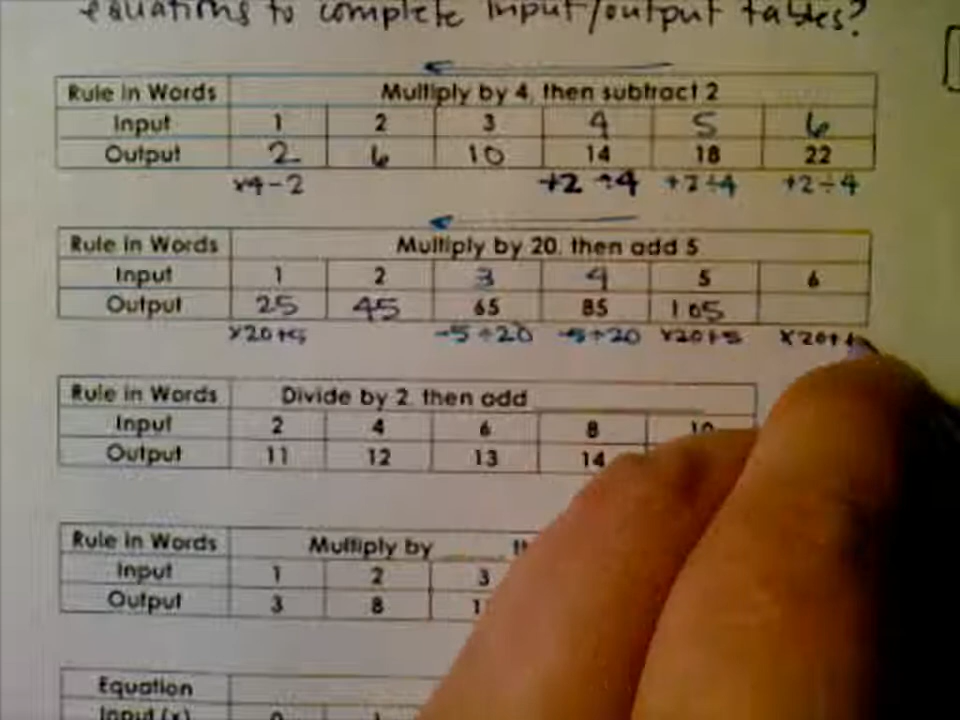 equations to complete input/output tables?
Rule in Words Multiply by 4, then subtract 2
Input 1 2 3 4 5 6
Output 2 6 10 14 18 22
x4-2 +2 ÷4 +2÷4 +2÷4
Rule in Words Multiply by 20, then add 5
Input 1 2 3 4 5 6
Output 25 45 65 85 105
x20+5 -5÷20 -5÷20 x20+5 x20+
Rule in Words Divide by 2, then add
Input 2 4 6 8 10
Output 11 12 13 14
Rule in Words Multiply by
Input 1 2 3
Output 3 8
Equation
Input (x) 0 1